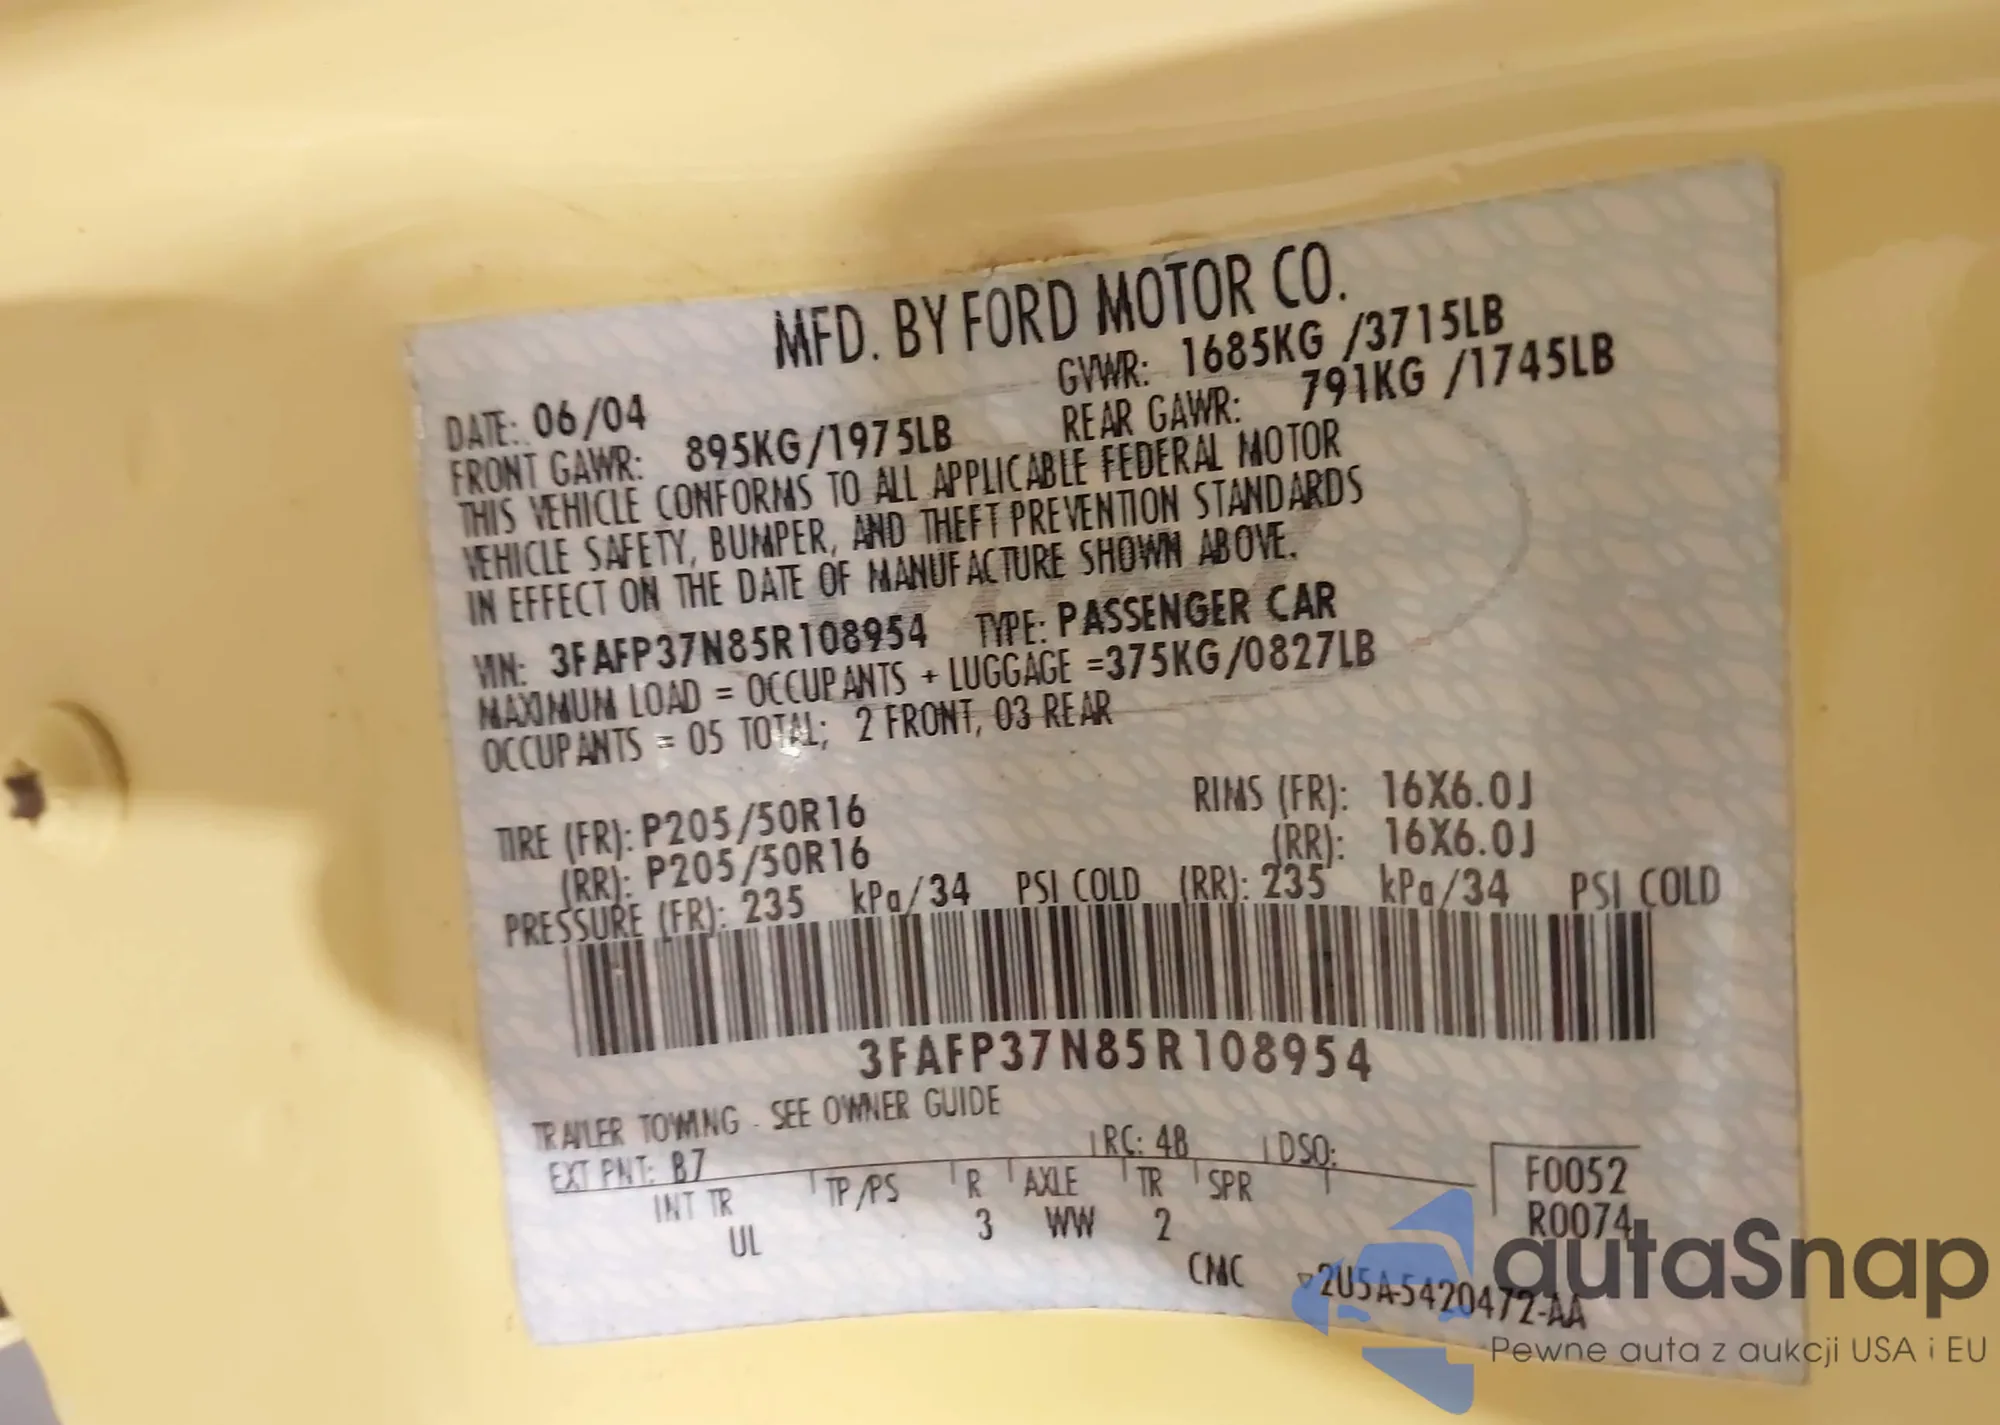 MFD. BY FORD MOTOR CO.
DATE: 06/04 GVWR: 1685KG /3715LB
FRONT GAWR: 895KG/1975LB REAR GAWR: 791KG /1745LB
THIS VEHICLE CONFORMS TO ALL APPLICABLE FEDERAL MOTOR
VEHICLE SAFETY, BUMPER, AND THEFT PREVENTION STANDARDS
IN EFFECT ON THE DATE OF MANUFACTURE SHOWN ABOVE.
VIN: 3FAFP37N85R108954 TYPE: PASSENGER CAR
MAXIMUM LOAD = OCCUPANTS + LUGGAGE =375KG/0827LB
OCCUPANTS = 05 TOTAL; 2 FRONT, 03 REAR
TIRE (FR): P205/50R16 RIMS (FR): 16X6.0J
(RR): P205/50R16 (RR): 16X6.0J
PRESSURE (FR): 235 kPa/34 PSI COLD (RR): 235 kPa/34 PSI COLD
3FAFP37N85R108954
TRAILER TOWING - SEE OWNER GUIDE
EXT PNT: B7 RC: 48 DSO:
INT TR TP/PS R AXLE TR SPR
UL 3 WW 2
F0052
R0074
CMC ▽2U5A-5420472-AA
autaSnap
Pewne auta z aukcji USA i EU